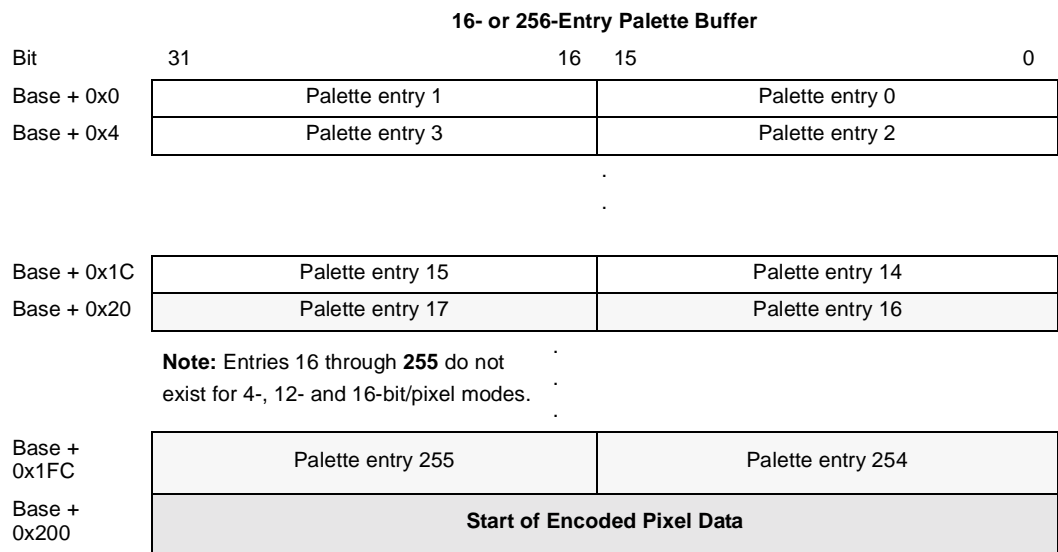 16- or 256-Entry Palette Buffer
Bit 31 16 15 0
Base + 0x0 Palette entry 1 Palette entry 0
Base + 0x4 Palette entry 3 Palette entry 2
.
.
Base + 0x1C Palette entry 15 Palette entry 14
Base + 0x20 Palette entry 17 Palette entry 16
Note: Entries 16 through 255 do not
exist for 4-, 12- and 16-bit/pixel modes.
.
.
.
Base +
0x1FC
Palette entry 255 Palette entry 254
Base +
0x200
Start of Encoded Pixel Data